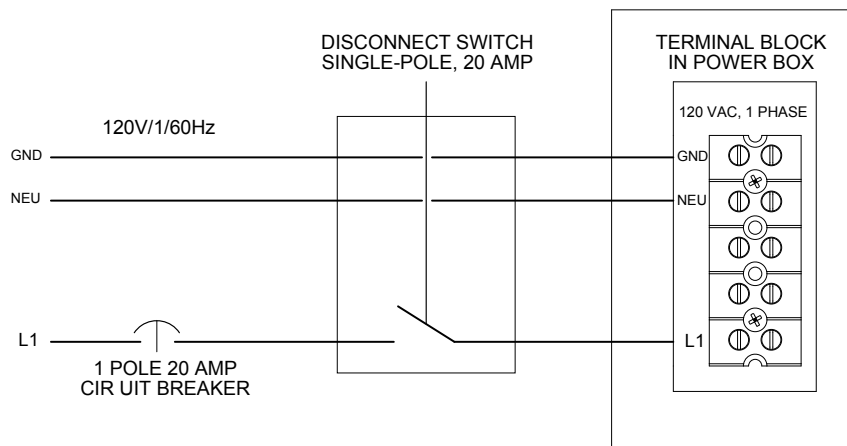 DISCONNECT SWITCH
SINGLE-POLE, 20 AMP
TERMINAL BLOCK
IN POWER BOX
120 VAC, 1 PHASE
120V/1/60Hz
GND
GND
NEU
NEU
L1
L1
1 POLE 20 AMP
CIR UIT BREAKER